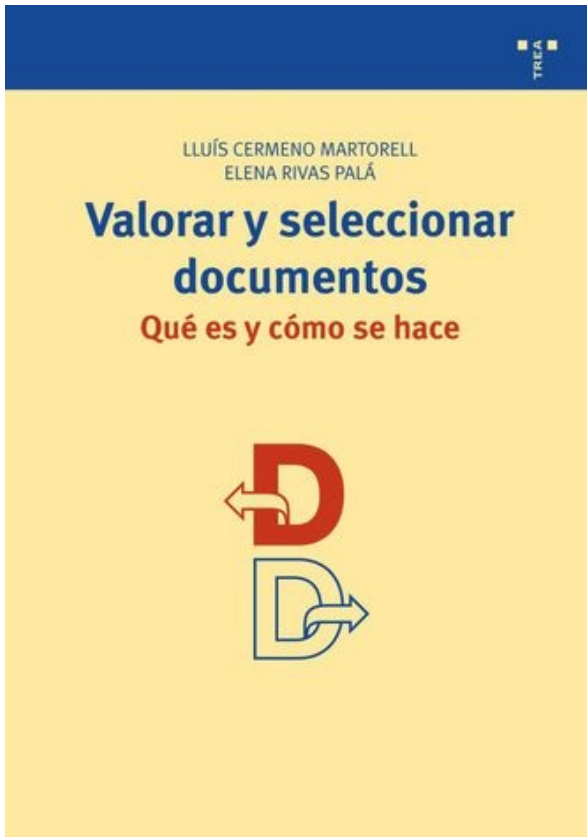 TREA
LLUÍS CERMENO MARTORELL
ELENA RIVAS PALÁ
Valorar y seleccionar
documentos
Qué es y cómo se hace
D
D